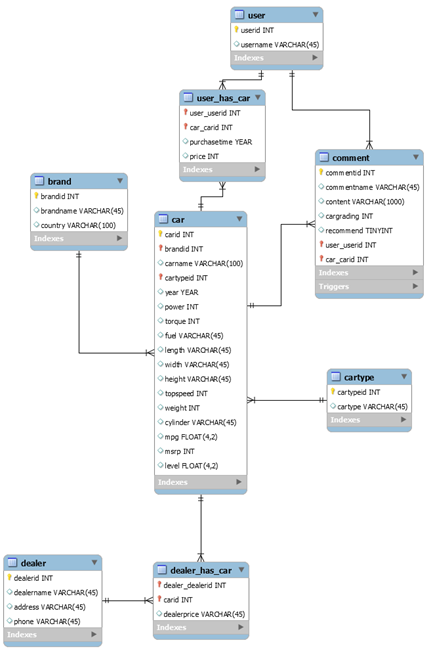 user
userid INT
username VARCHAR(45)
Indexes
user_has_car
user_userid INT
car_carid INT
purchasetime YEAR
price INT
Indexes
comment
commentid INT
commentname VARCHAR(45)
content VARCHAR(1000)
cargrading INT
recommend TINYINT
user_userid INT
car_carid INT
Indexes
Triggers
brand
brandid INT
brandname VARCHAR(45)
country VARCHAR(100)
Indexes
car
carid INT
brandid INT
carname VARCHAR(100)
cartypeid INT
year YEAR
power INT
torque INT
fuel VARCHAR(45)
length VARCHAR(45)
width VARCHAR(45)
height VARCHAR(45)
topspeed INT
weight INT
cylinder VARCHAR(45)
mpg FLOAT(4,2)
msrp INT
level FLOAT(4,2)
Indexes
cartype
cartypeid INT
cartype VARCHAR(45)
Indexes
dealer
dealerid INT
dealername VARCHAR(45)
address VARCHAR(45)
phone VARCHAR(45)
Indexes
dealer_has_car
dealer_dealerid INT
carid INT
dealerprice VARCHAR(45)
Indexes